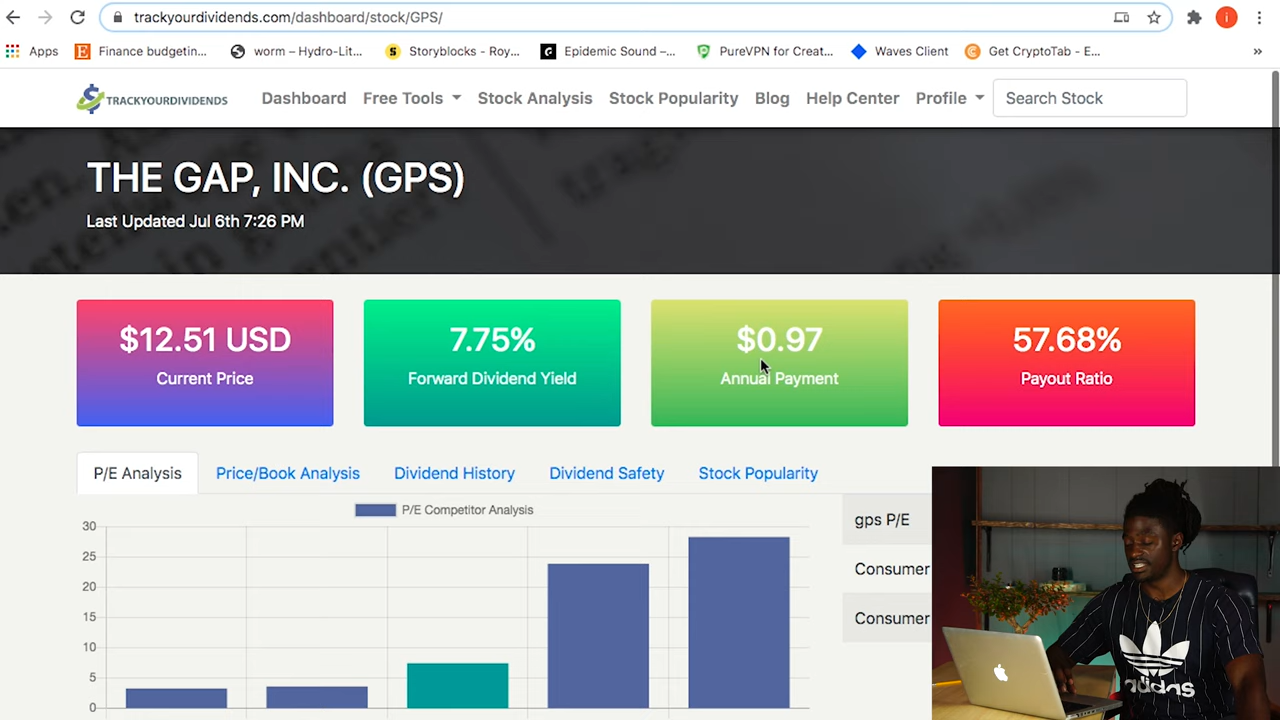 trackyourdividends.com/dashboard/stock/GPS/
Apps Finance budgetin... worm – Hydro-Lit... Storyblocks - Roy... Epidemic Sound –... PureVPN for Creat... Waves Client Get CryptoTab - E... »
TRACKYOURDIVIDENDS Dashboard Free Tools Stock Analysis Stock Popularity Blog Help Center Profile Search Stock
THE GAP, INC. (GPS)
Last Updated Jul 6th 7:26 PM
$12.51 USD 7.75% $0.97 57.68%
Current Price Forward Dividend Yield Annual Payment Payout Ratio
P/E Analysis Price/Book Analysis Dividend History Dividend Safety Stock Popularity
P/E Competitor Analysis
30
25
20
15
10
5
0
gps P/E
Consumer
Consumer
adidas